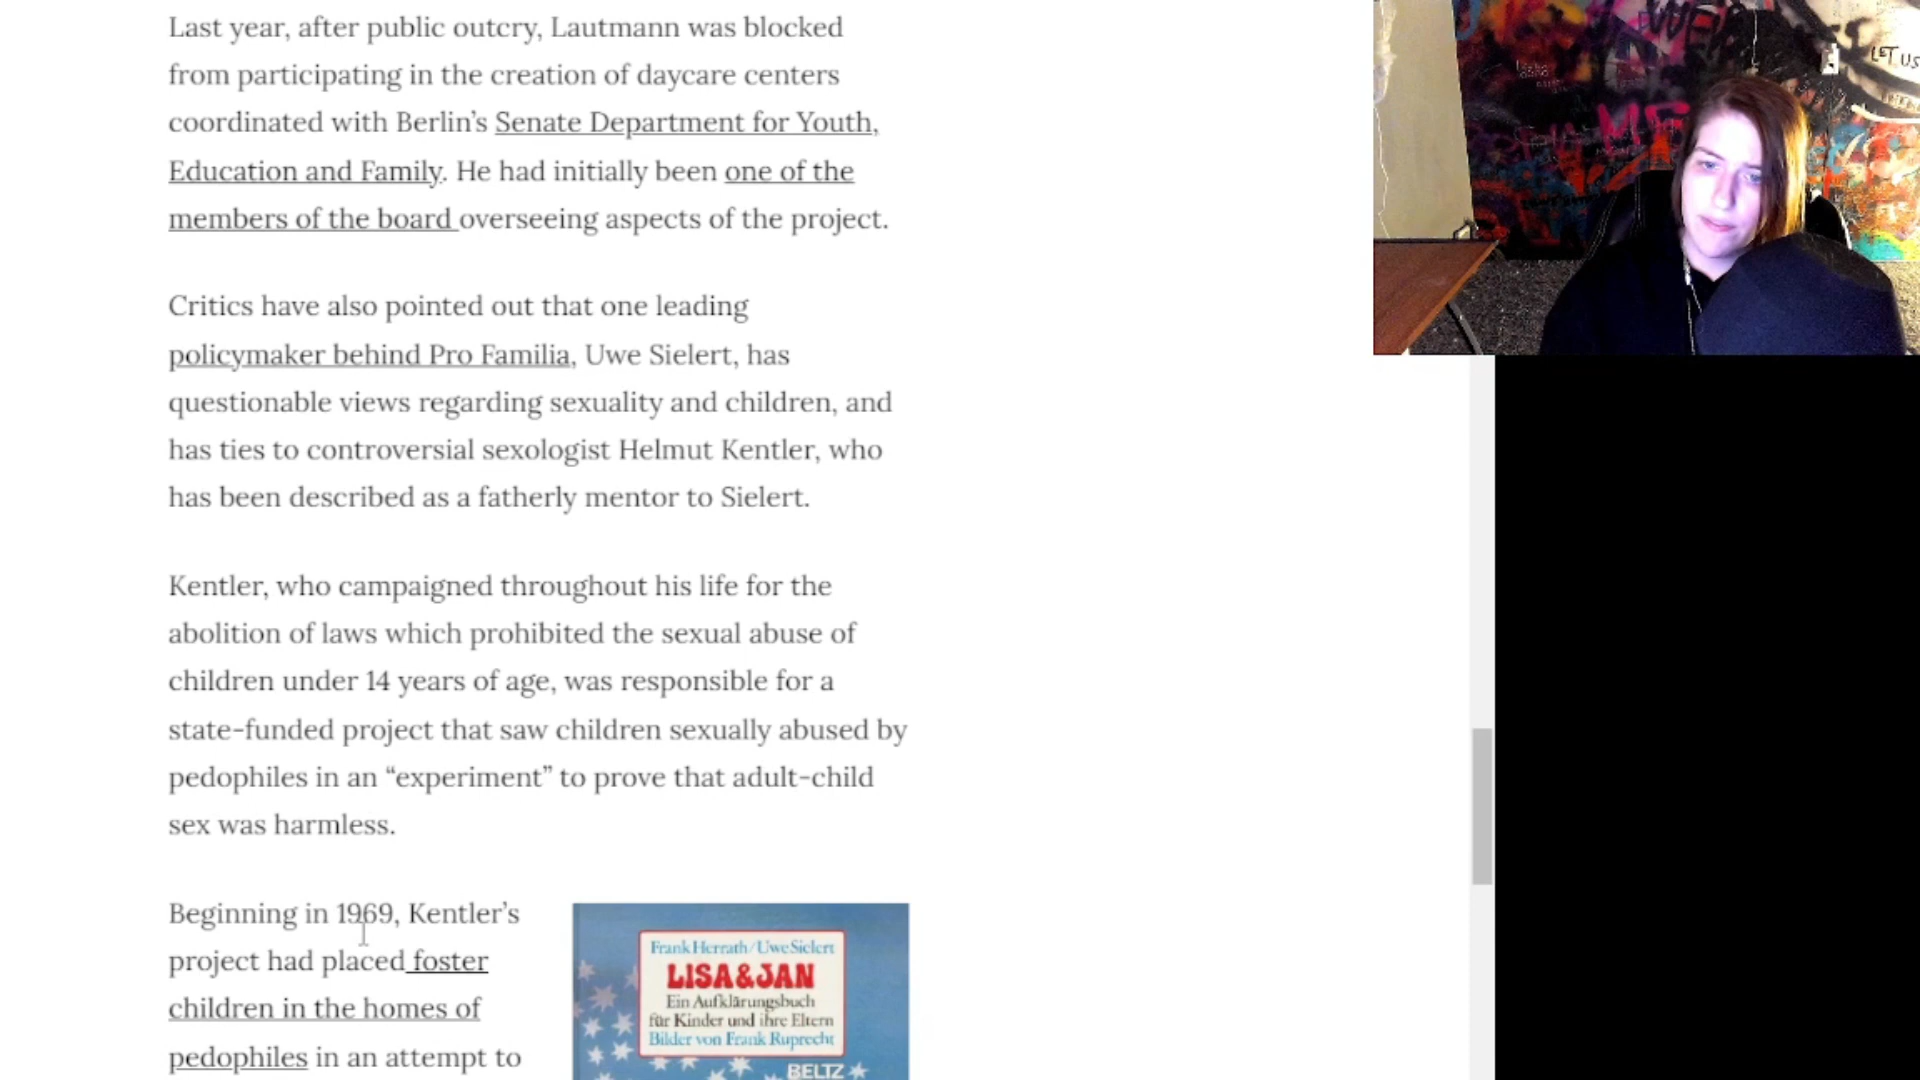 Last year, after public outcry, Lautmann was blocked
from participating in the creation of daycare centers
coordinated with Berlin’s Senate Department for Youth,
Education and Family. He had initially been one of the
members of the board overseeing aspects of the project.
Critics have also pointed out that one leading
policymaker behind Pro Familia, Uwe Sielert, has
questionable views regarding sexuality and children, and
has ties to controversial sexologist Helmut Kentler, who
has been described as a fatherly mentor to Sielert.
Kentler, who campaigned throughout his life for the
abolition of laws which prohibited the sexual abuse of
children under 14 years of age, was responsible for a
state-funded project that saw children sexually abused by
pedophiles in an “experiment” to prove that adult-child
sex was harmless.
Beginning in 1969, Kentler’s
project had placed foster
children in the homes of
pedophiles in an attempt to
Frank Herrath/Uwe Sielert
LISA&JAN
Ein Aufklärungsbuch
für Kinder und ihre Eltern
Bilder von Frank Ruprecht
BELTZ
LET US